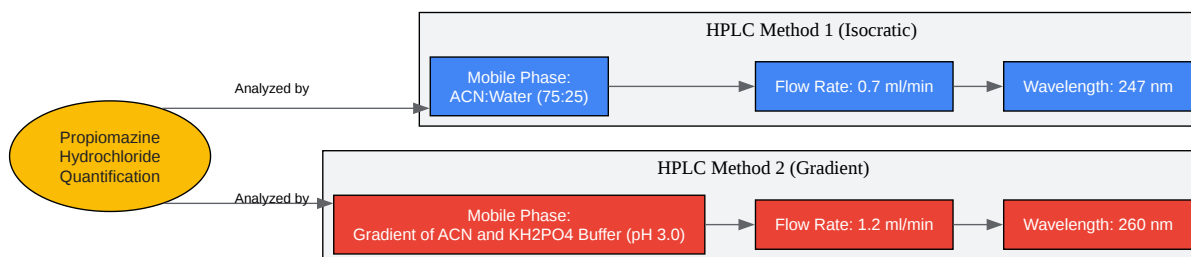 HPLC Method 1 (Isocratic)
Mobile Phase:
ACN:Water (75:25)
Flow Rate: 0.7 ml/min
Wavelength: 247 nm
Analyzed by
Propiomazine
Hydrochloride
Quantification
HPLC Method 2 (Gradient)
Analyzed by
Mobile Phase:
Gradient of ACN and KH2PO4 Buffer (pH 3.0)
Flow Rate: 1.2 ml/min
Wavelength: 260 nm